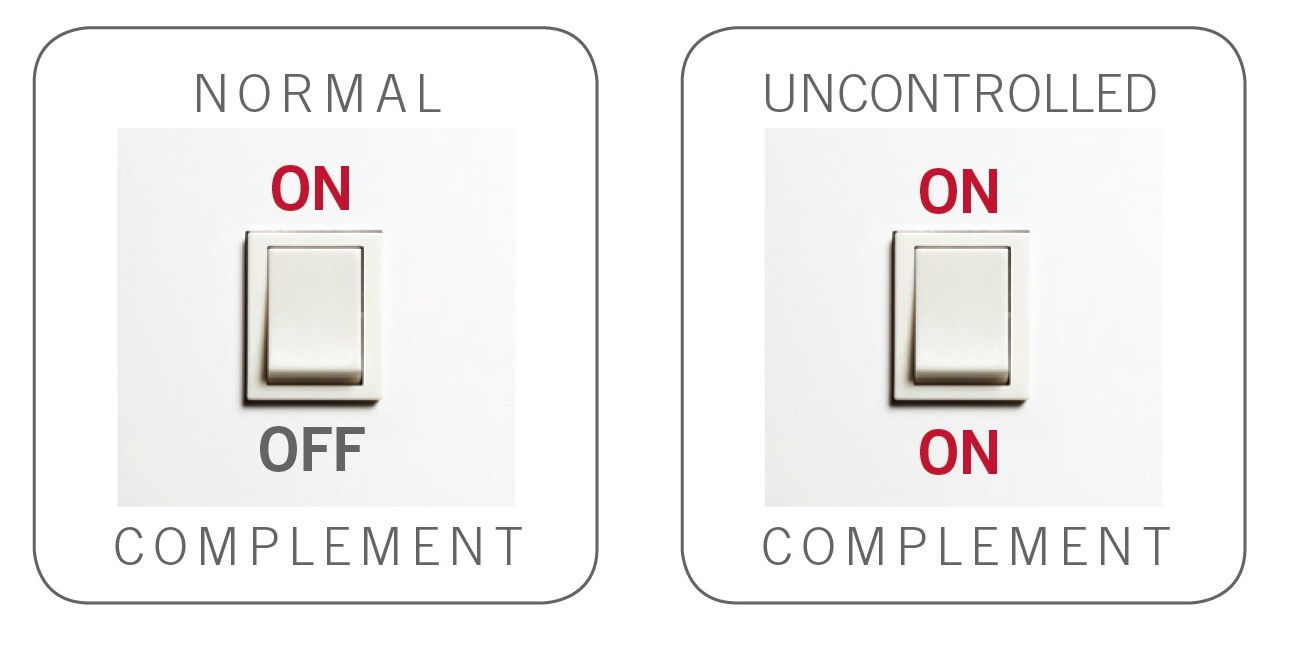 NORMAL
ON
OFF
COMPLEMENT
UNCONTROLLED
ON
ON
COMPLEMENT